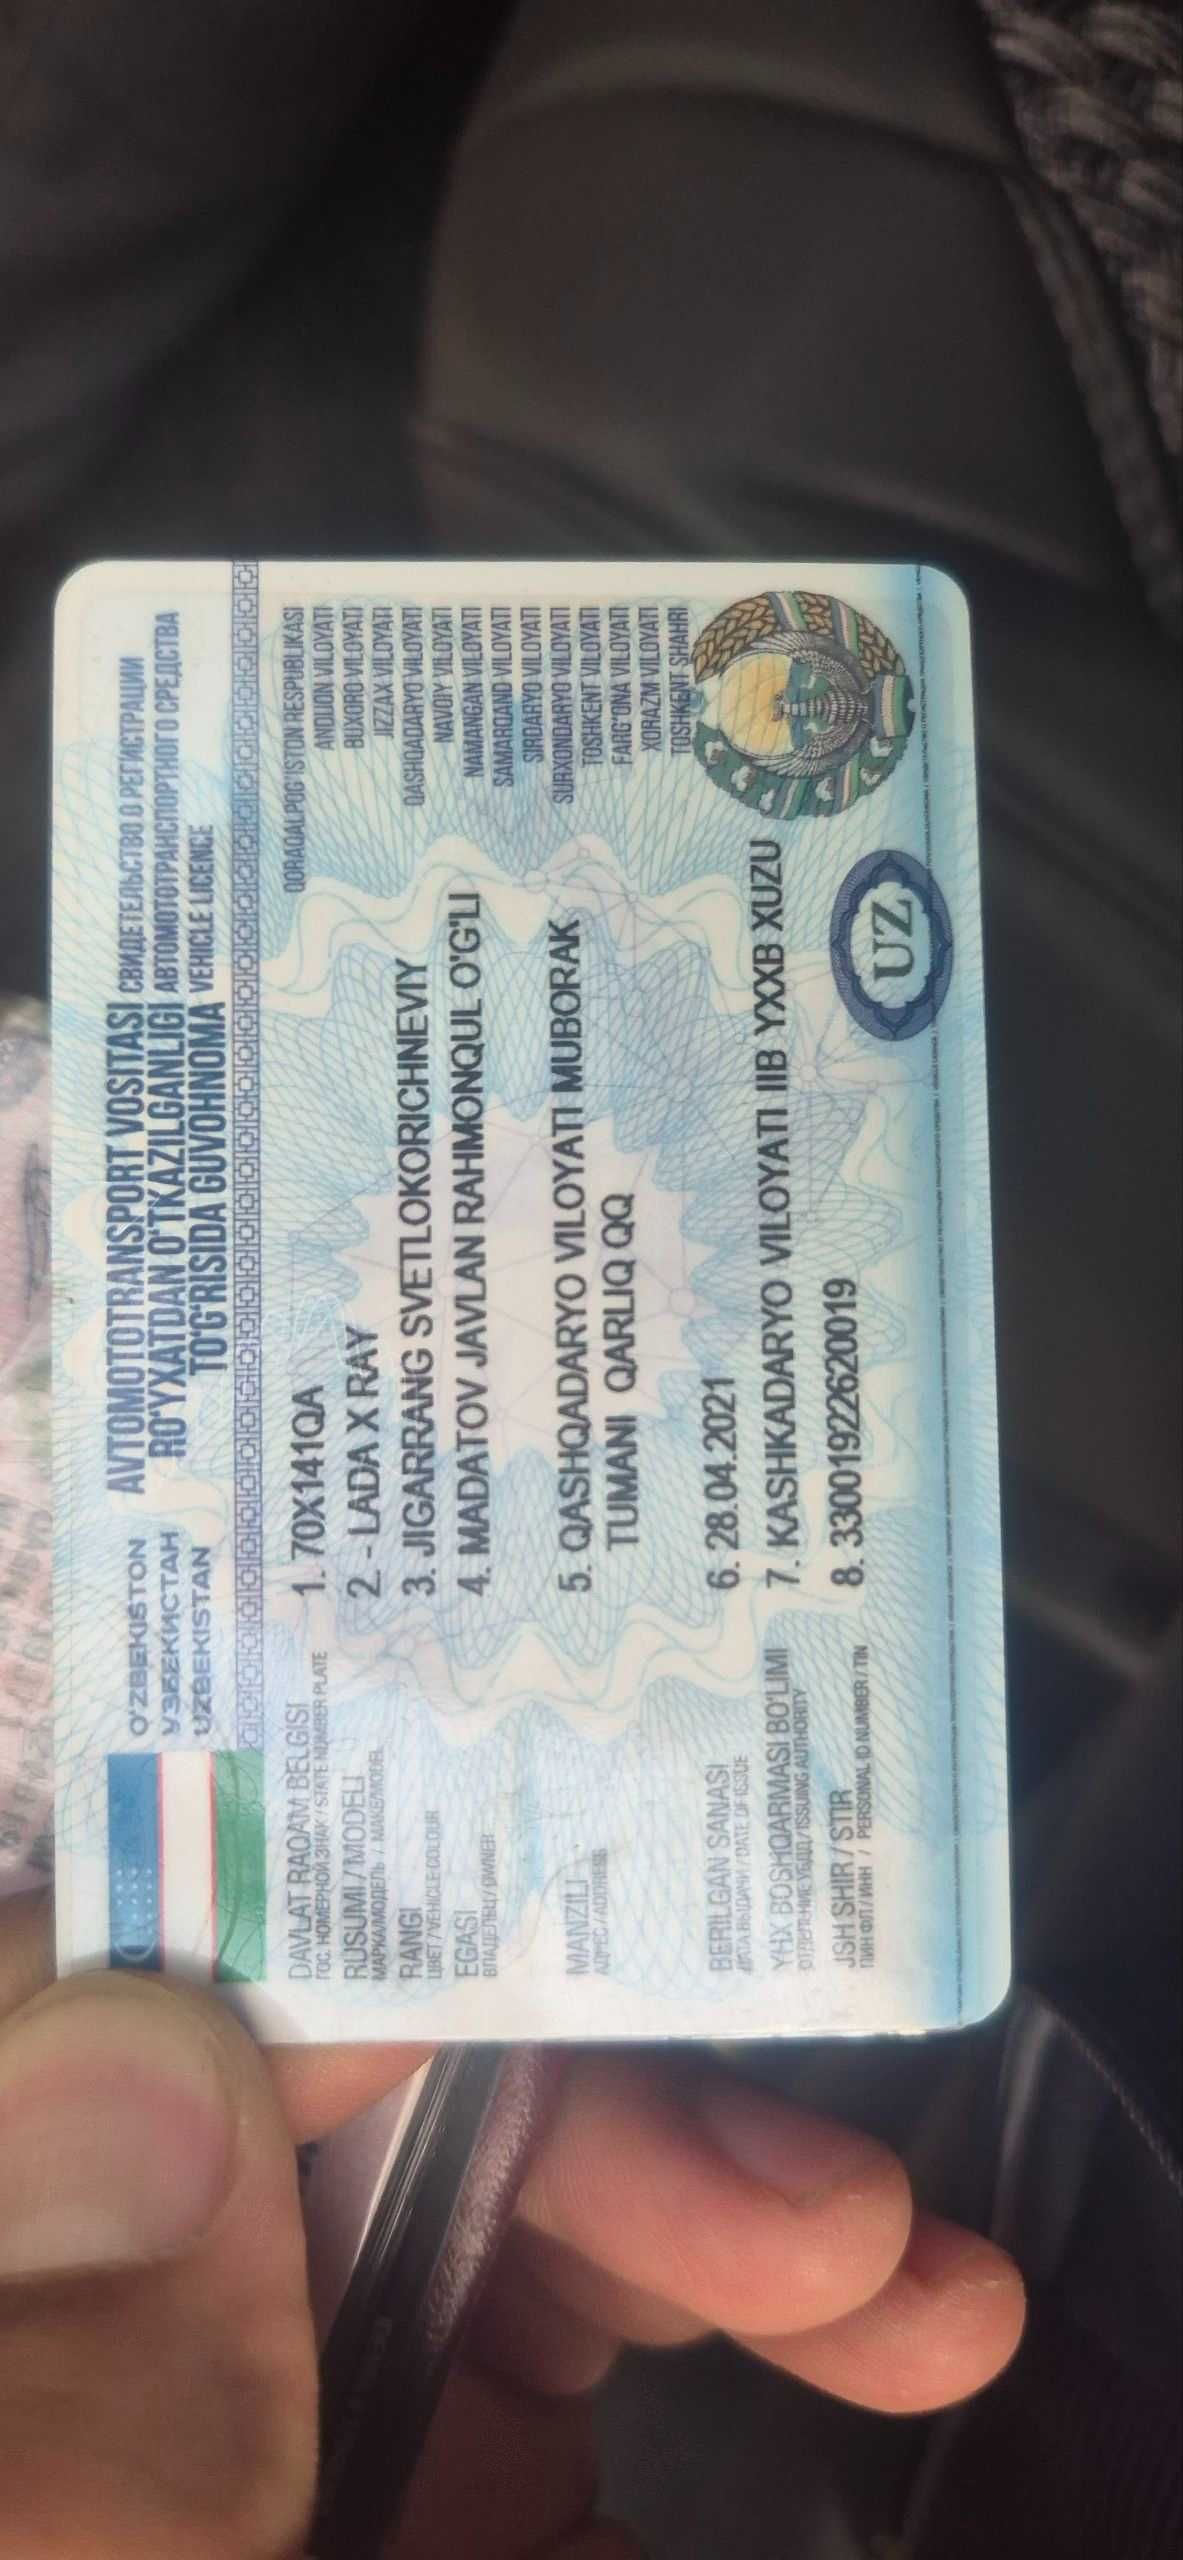 O'ZBEKISTON
УЗБЕКИСТАН
UZBEKISTAN
AVTOMOTOTRANSPORT VOSITASI
RO'YXATDAN O'TKAZILGANLIGI
TO'G'RISIDA GUVOHNOMA
СВИДЕТЕЛЬСТВО О РЕГИСТРАЦИИ
АВТОМОТОТРАНСПОРТНОГО СРЕДСТВА
VEHICLE LICENCE
DAVLAT RAQAM BELGISI
ГОС. НОМЕРНОЙ ЗНАК / STATE NUMBER PLATE
1. 70X141QA
RUSUMI / MODELI
МАРКА/МОДЕЛЬ / MAKE/MODEL
2. - LADA X RAY
RANGI
ЦВЕТ / VEHICLE COLOUR
3. JIGARRANG SVETLOKORICHNEVIY
EGASI
ВЛАДЕЛЕЦ / OWNER
4. MADATOV JAVLAN RAHMONQUL O'G'LI
MANZILI
АДРЕС / ADDRESS
5. QASHQADARYO VILOYATI MUBORAK
TUMANI QARLIQ QQ
BERILGAN SANASI
ДАТА ВЫДАЧИ / DATE OF ISSUE
6. 28.04.2021
YHX BOSHQARMASI BO'LIMI
ОТДЕЛЕНИЕ УБДД / ISSUING AUTHORITY
7. KASHKADARYO VILOYATI IIB YXXB XUZU
JSH SHIR / STIR
ПИН ФЛ / ИНН / PERSONAL ID NUMBER / TIN
8. 33001922620019
QORAQALPOG'ISTON RESPUBLIKASI
ANDIJON VILOYATI
BUXORO VILOYATI
JIZZAX VILOYATI
QASHQADARYO VILOYATI
NAVOIY VILOYATI
NAMANGAN VILOYATI
SAMARQAND VILOYATI
SIRDARYO VILOYATI
SURXONDARYO VILOYATI
TOSHKENT VILOYATI
FARG'ONA VILOYATI
XORAZM VILOYATI
TOSHKENT SHAHRI
UZ